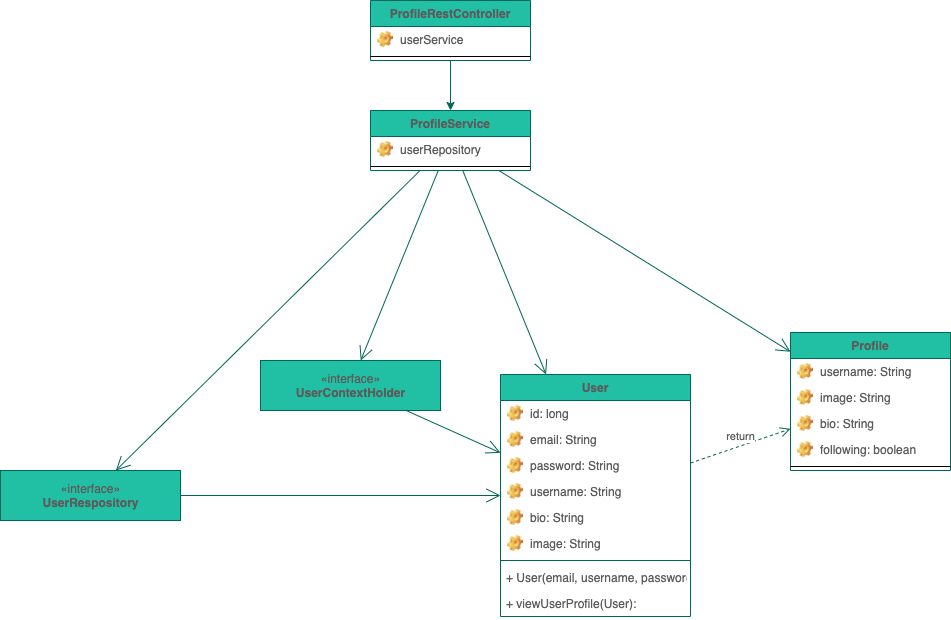 ProfileRestController
userService
ProfileService
userRepository
«interface»
UserContextHolder
«interface»
UserRespository
User
id: long
email: String
password: String
username: String
bio: String
image: String
+ User(email, username, password
+ viewUserProfile(User):
return
Profile
username: String
image: String
bio: String
following: boolean